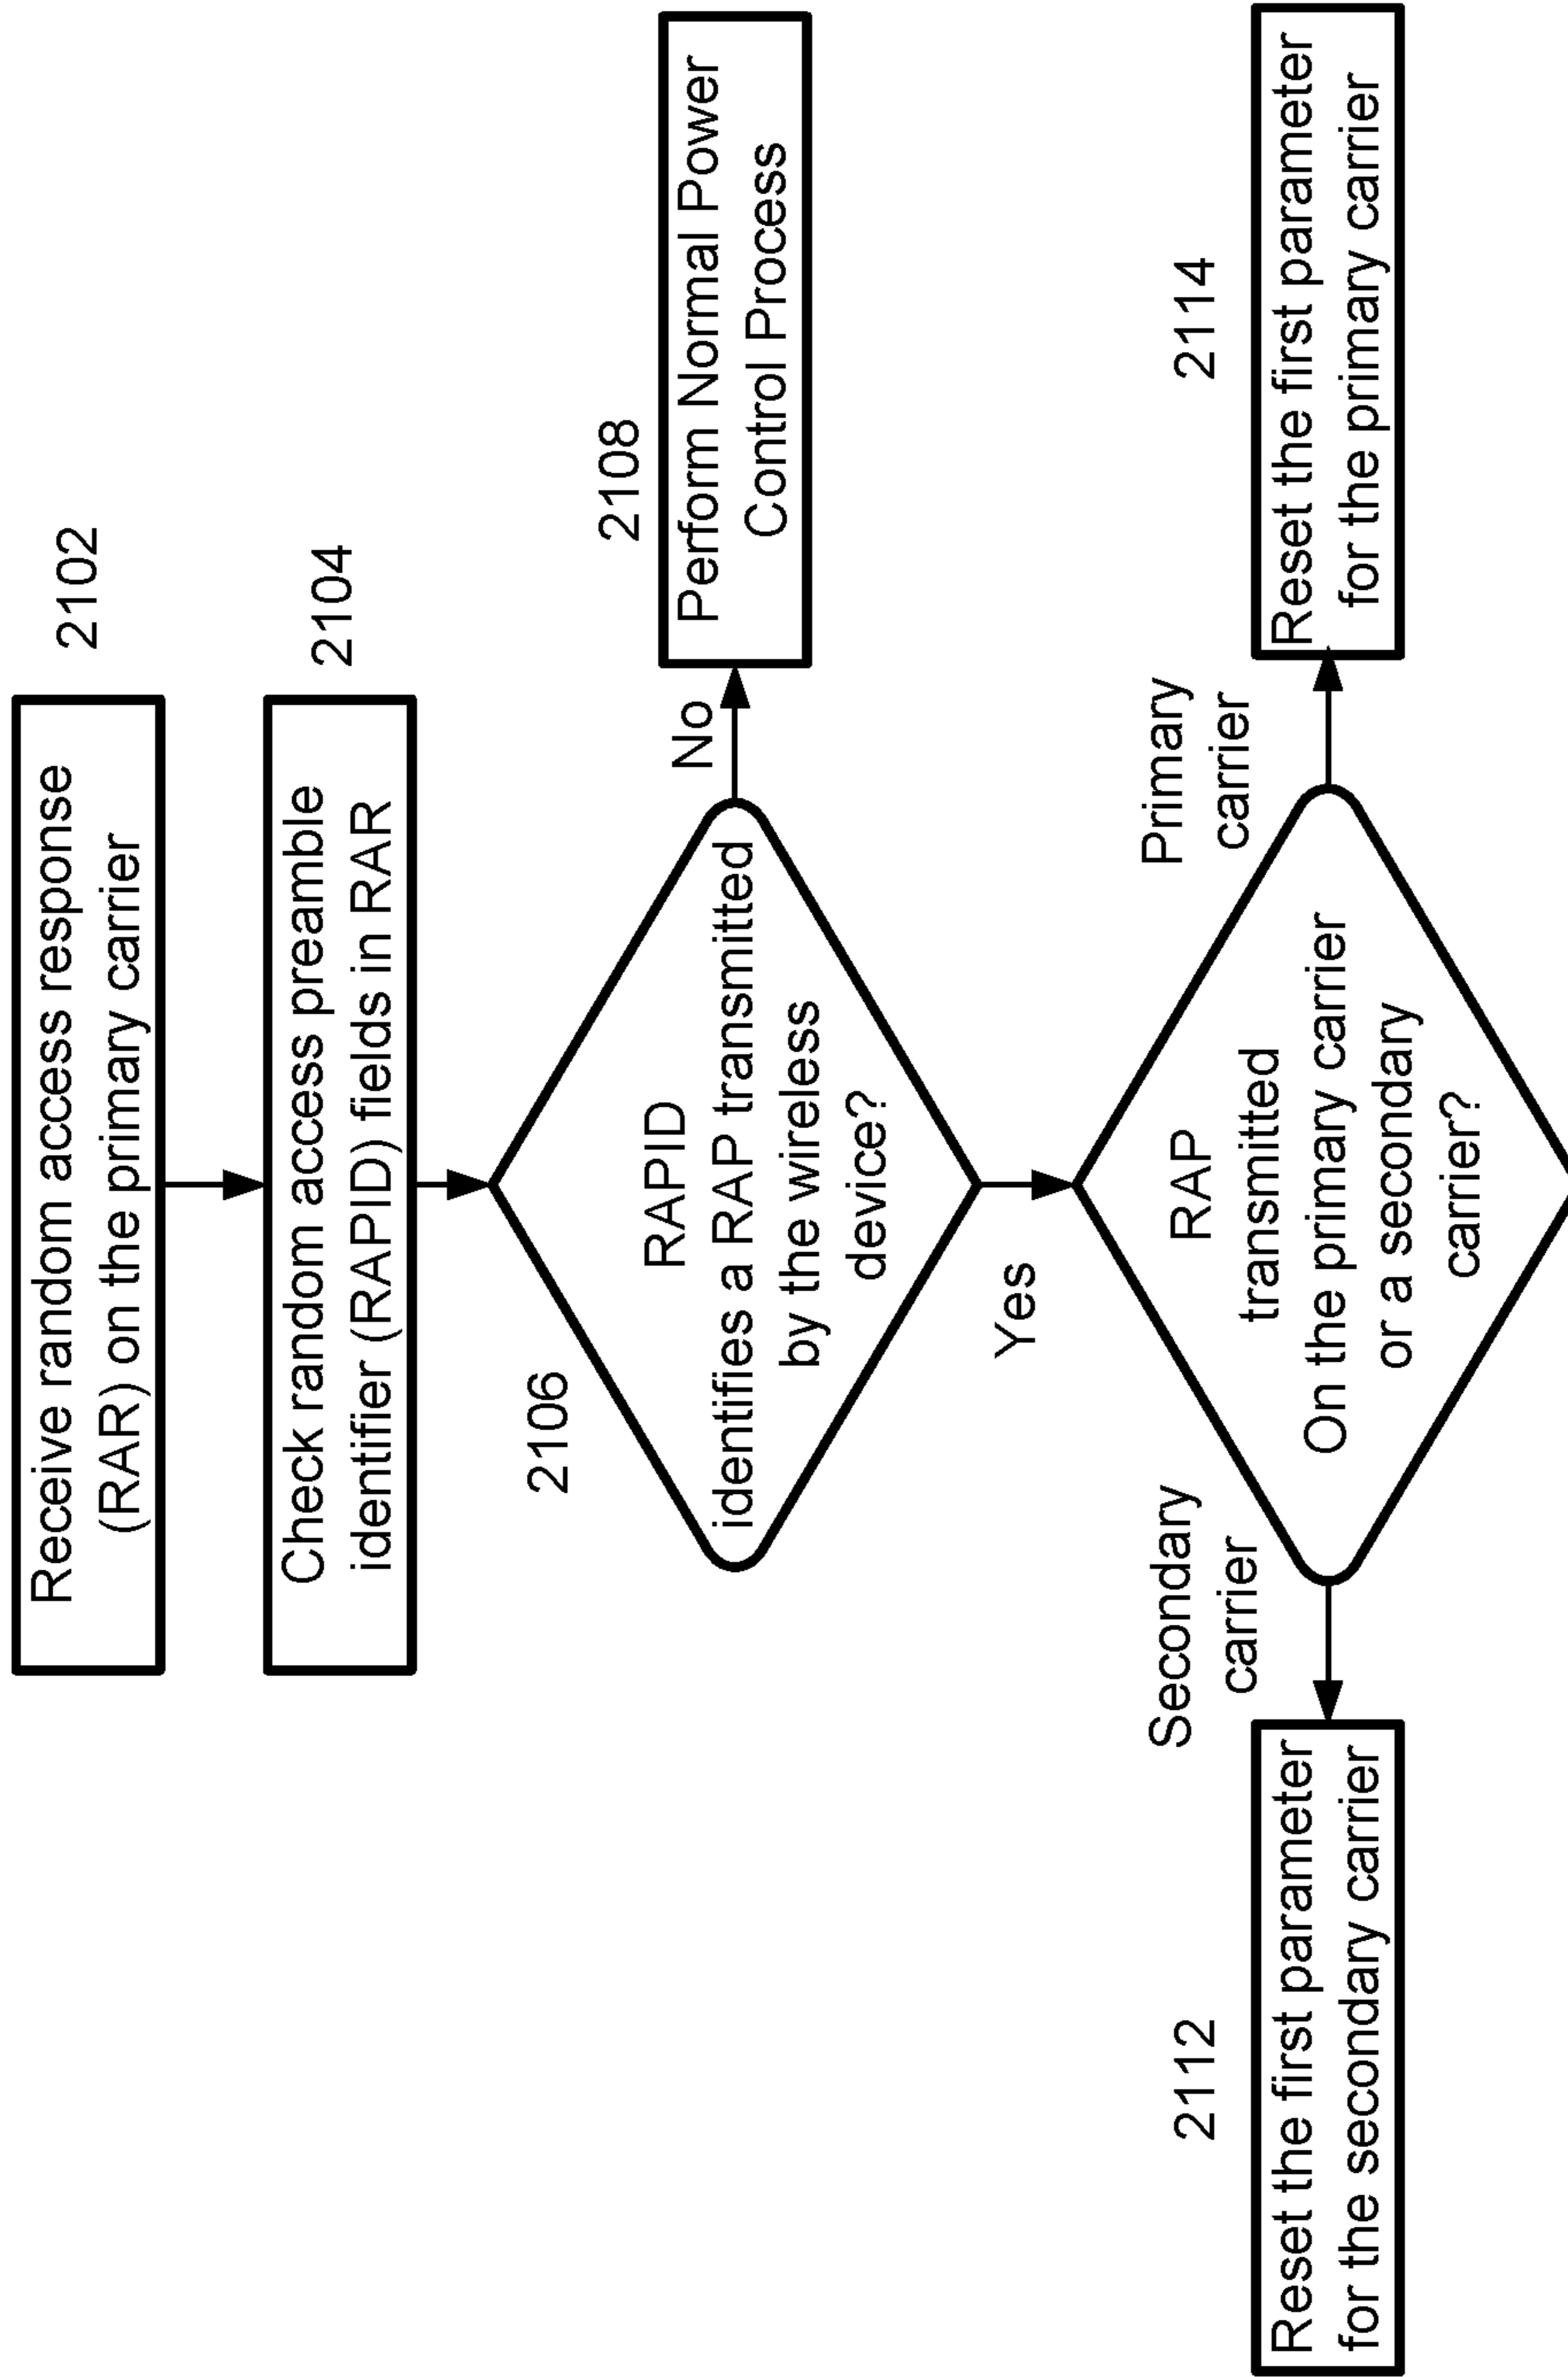 2102
Receive random access response
(RAR) on the primary carrier
2104
Check random access preamble
identifier (RAPID) fields in RAR
2106
RAPID
identifies a RAP transmitted
by the wireless
device?
No
2108
Perform Normal Power
Control Process
Yes
RAP
transmitted
On the primary carrier
or a secondary
carrier?
Secondary
carrier
2112
Reset the first parameter
for the secondary carrier
Primary
carrier
2114
Reset the first parameter
for the primary carrier